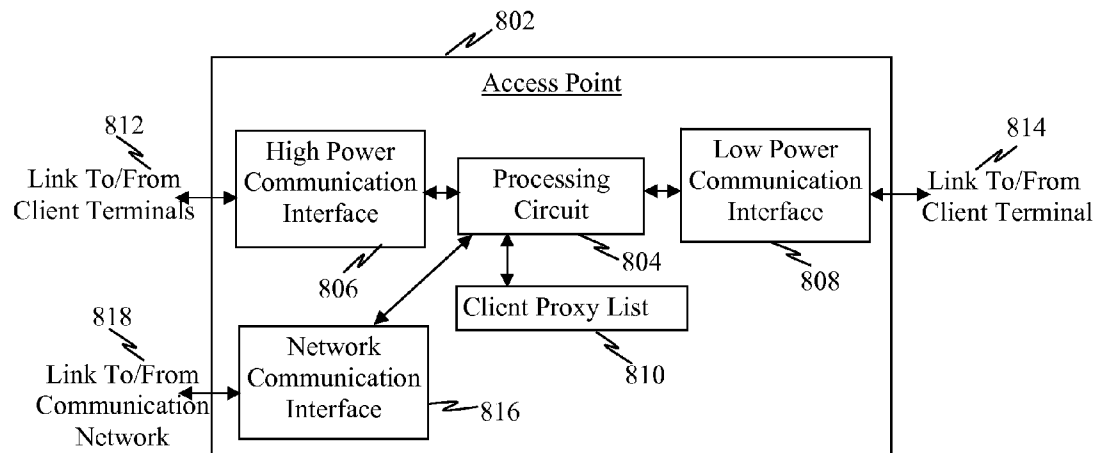 802
Access Point
812
Link To/From
Client Terminals
High Power
Communication
Interface
806
Processing
Circuit
804
Low Power
Communication
Interface
808
814
Link To/From
Client Terminal
Client Proxy List
810
818
Link To/From
Communication
Network
Network
Communication
Interface
816